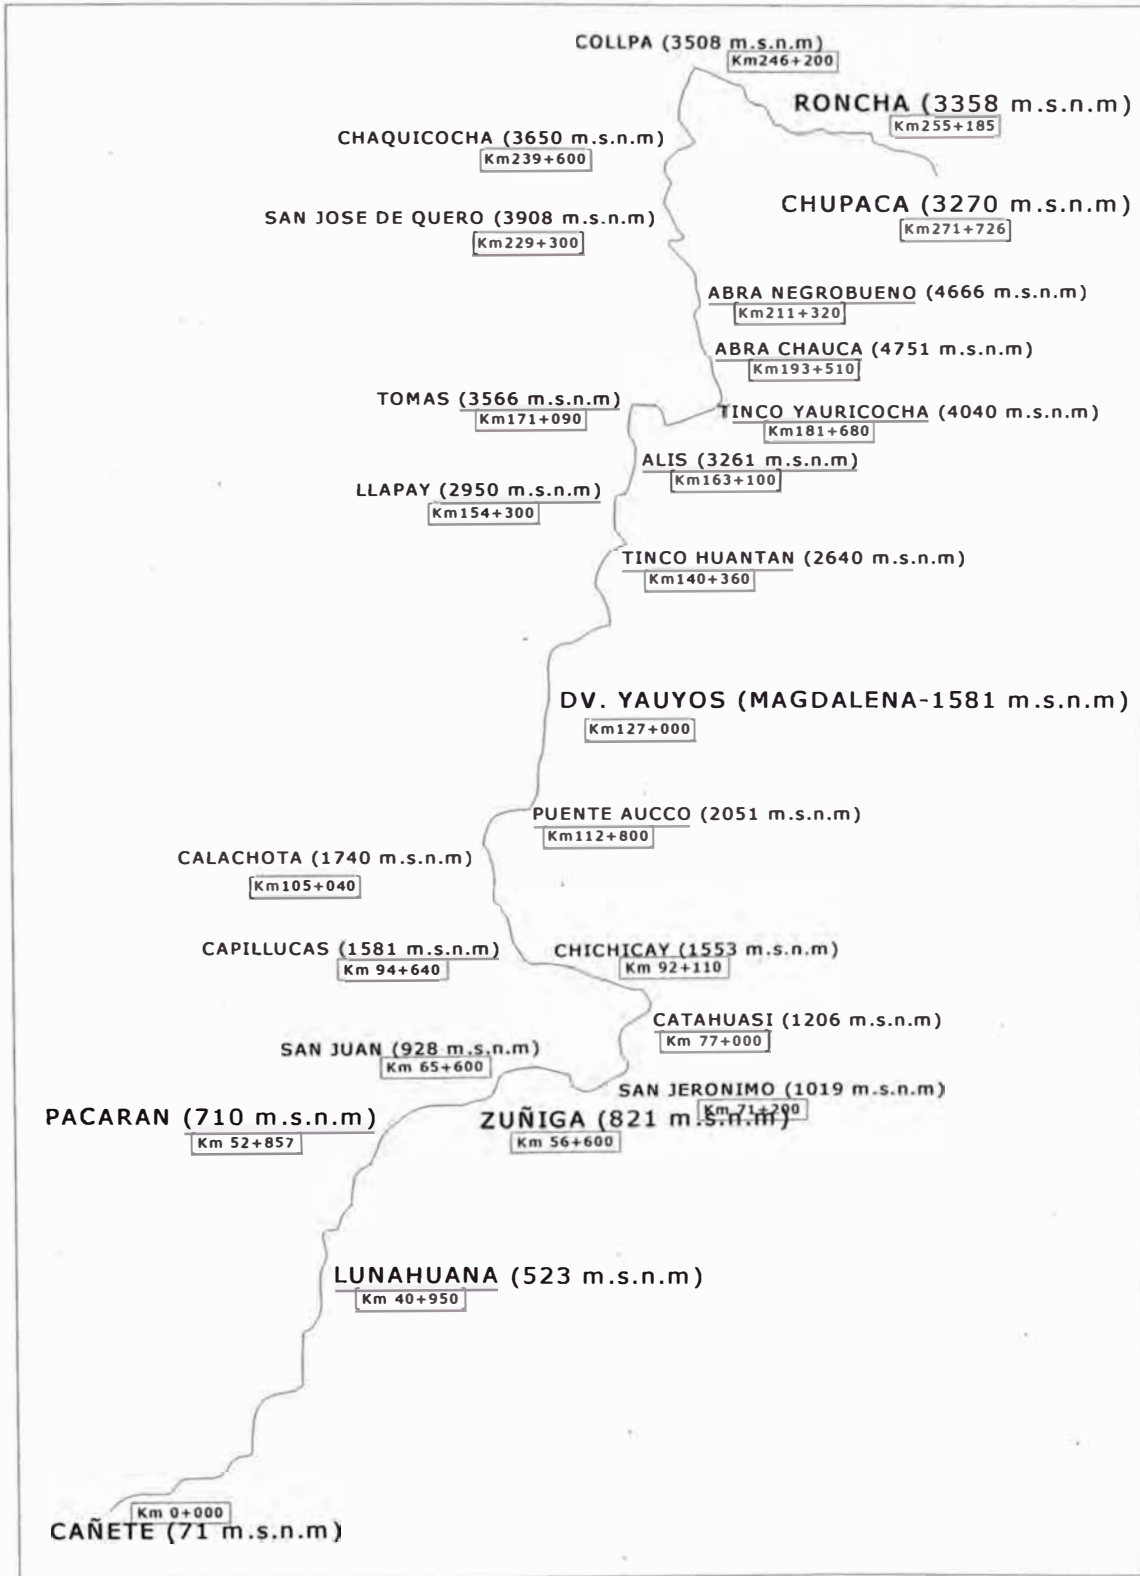 COLLPA (3508 m.s.n.m)
Km246+200
RONCHA (3358 m.s.n.m)
Km255+185
CHAQUICOCHA (3650 m.s.n.m)
Km239+600
CHUPACA (3270 m.s.n.m)
Km271+726
SAN JOSE DE QUERO (3908 m.s.n.m)
Km229+300
ABRA NEGROBUENO (4666 m.s.n.m)
Km211+320
ABRA CHAUCA (4751 m.s.n.m)
Km193+510
TOMAS (3566 m.s.n.m)
Km171+090
TINCO YAURICOCHA (4040 m.s.n.m)
Km181+680
ALIS (3261 m.s.n.m)
Km163+100
LLAPAY (2950 m.s.n.m)
Km154+300
TINCO HUANTAN (2640 m.s.n.m)
Km140+360
DV. YAUYOS (MAGDALENA-1581 m.s.n.m)
Km127+000
PUENTE AUCCO (2051 m.s.n.m)
Km112+800
CALACHOTA (1740 m.s.n.m)
Km105+040
CAPILLUCAS (1581 m.s.n.m)
Km 94+640
CHICHICAY (1553 m.s.n.m)
Km 92+110
CATAHUASI (1206 m.s.n.m)
Km 77+000
SAN JUAN (928 m.s.n.m)
Km 65+600
SAN JERONIMO (1019 m.s.n.m)
Km 71+200
PACARAN (710 m.s.n.m)
Km 52+857
ZUÑIGA (821 m.s.n.m)
Km 56+600
LUNAHUANA (523 m.s.n.m)
Km 40+950
Km 0+000
CAÑETE (71 m.s.n.m)